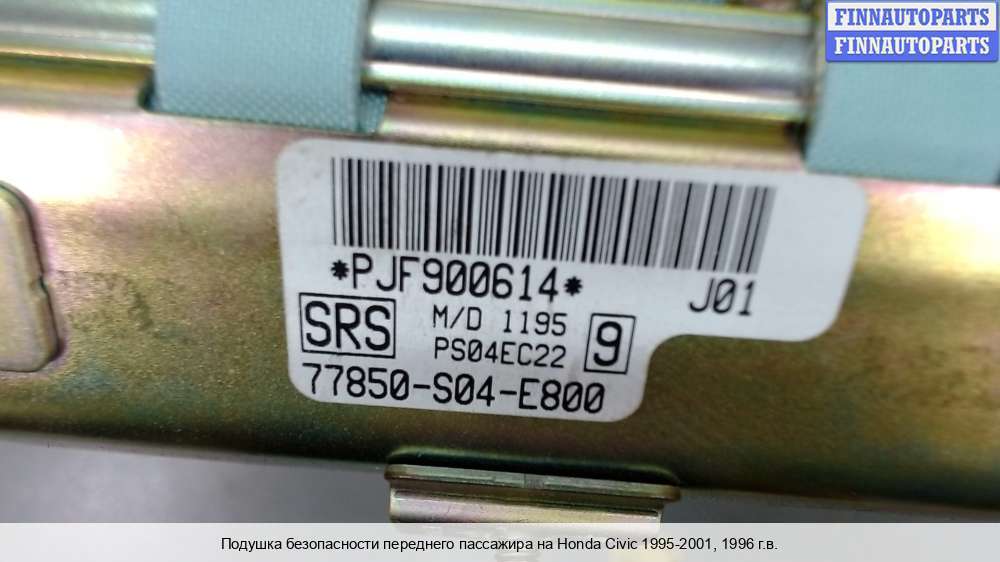 FINNAUTOPARTS
FINNAUTOPARTS
*PJF900614*
J01
SRS
M/D 1195
PS04EC22
9
77850-S04-E800
Подушка безопасности переднего пассажира на Honda Civic 1995-2001, 1996 г.в.